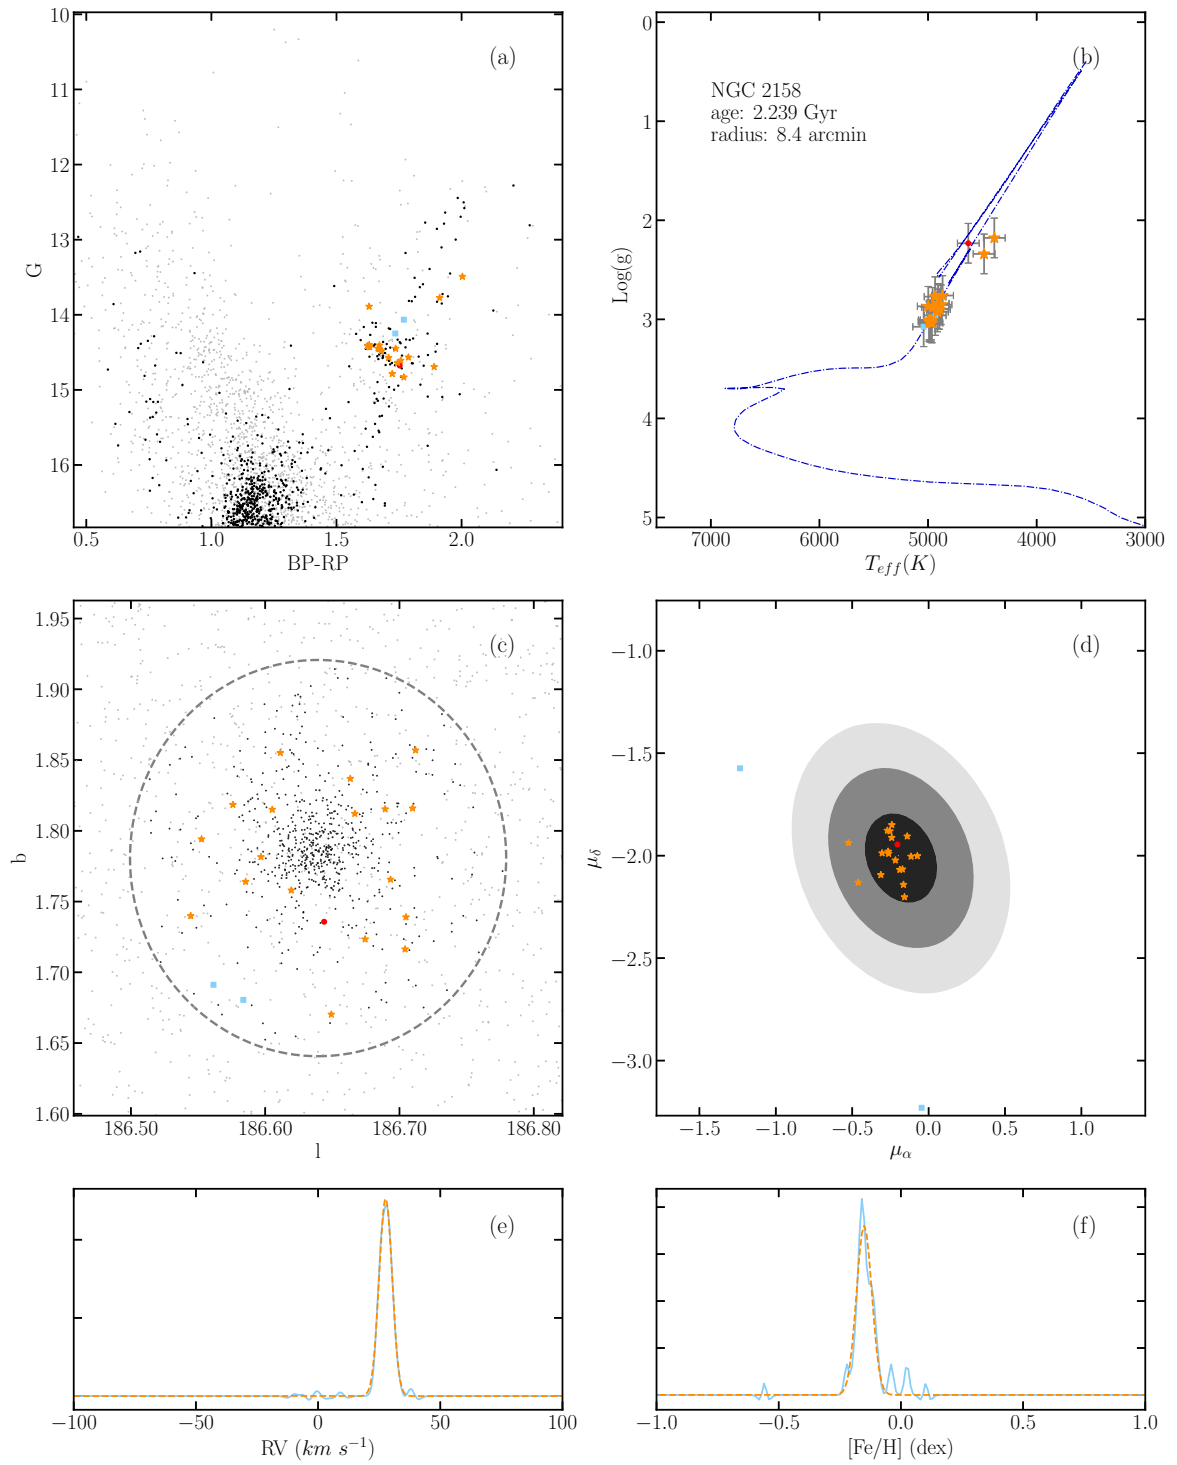 10
11
12
13
14
15
16
G
0.5
1.0
1.5
2.0
BP-RP
(a)
0
1
2
3
4
5
Log(g)
7000
6000
5000
4000
3000
T_eff(K)
(b)
NGC 2158
age: 2.239 Gyr
radius: 8.4 arcmin
1.95
1.90
1.85
1.80
1.75
1.70
1.65
1.60
b
186.50
186.60
186.70
186.80
l
(c)
−1.0
−1.5
−2.0
−2.5
−3.0
μ_δ
−1.5
−1.0
−0.5
0.0
0.5
1.0
μ_α
(d)
(e)
−100
−50
0
50
100
RV (km s⁻¹)
(f)
−1.0
−0.5
0.0
0.5
1.0
[Fe/H] (dex)